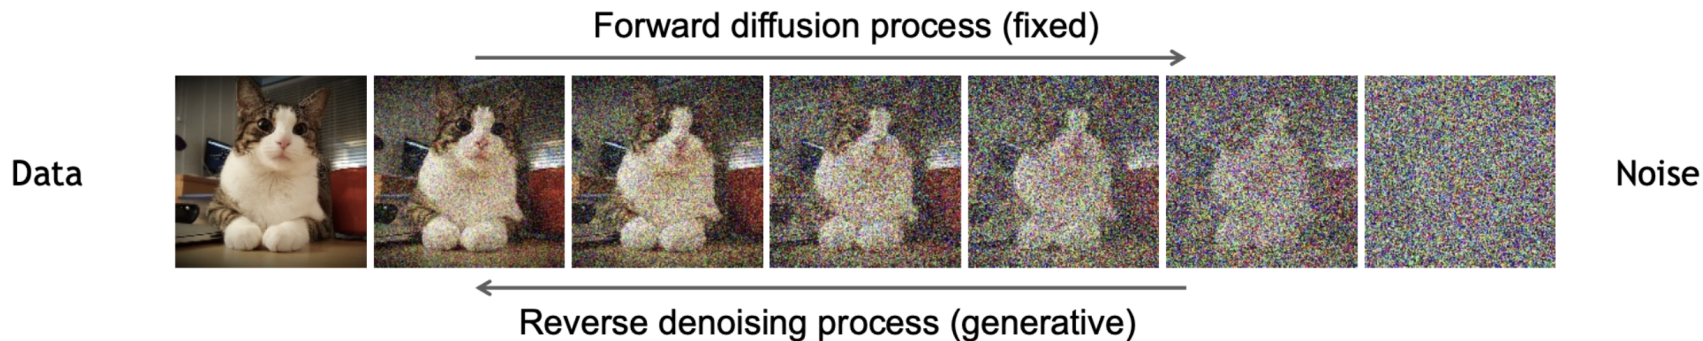 Forward diffusion process (fixed)
Data
Noise
Reverse denoising process (generative)